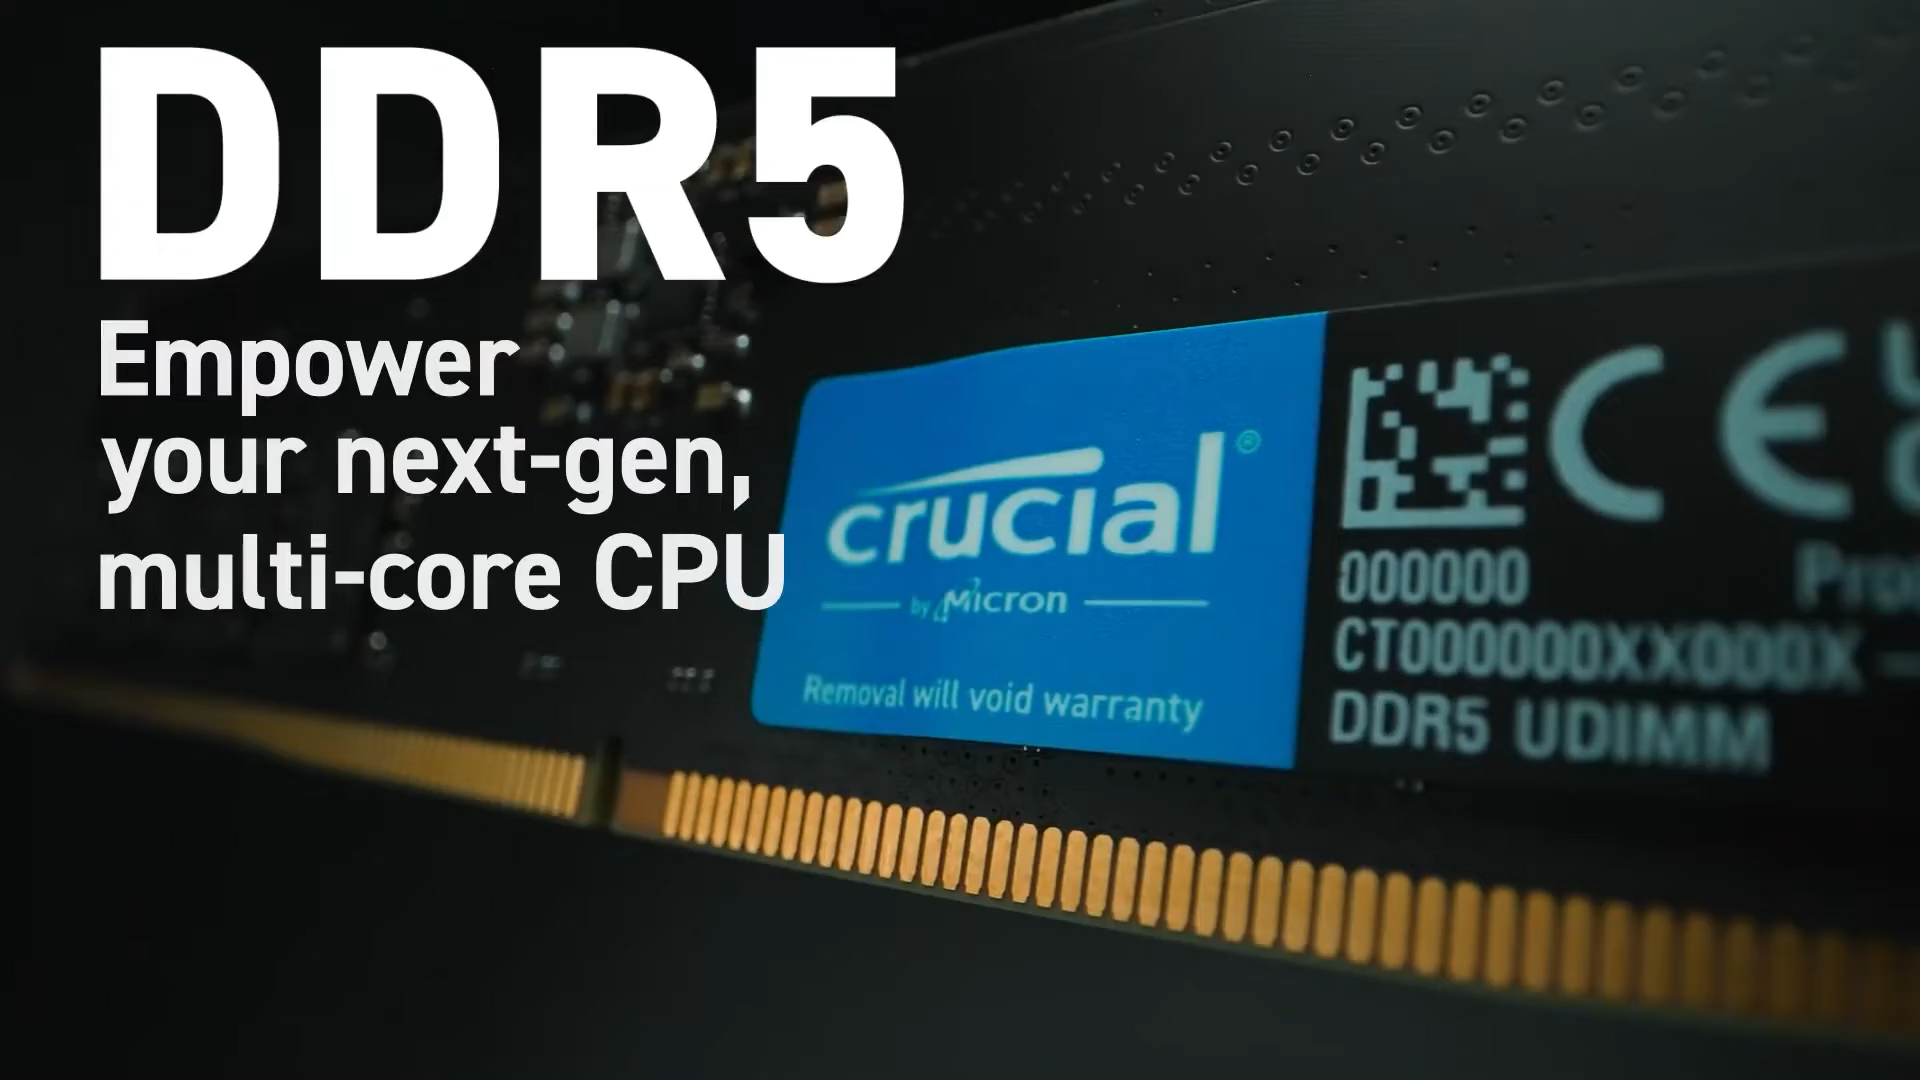 DDR5
Empower
your next-gen,
multi-core CPU
crucial®
by Micron
Removal will void warranty
CE
000000
CT000000XX000X
DDR5 UDIMM